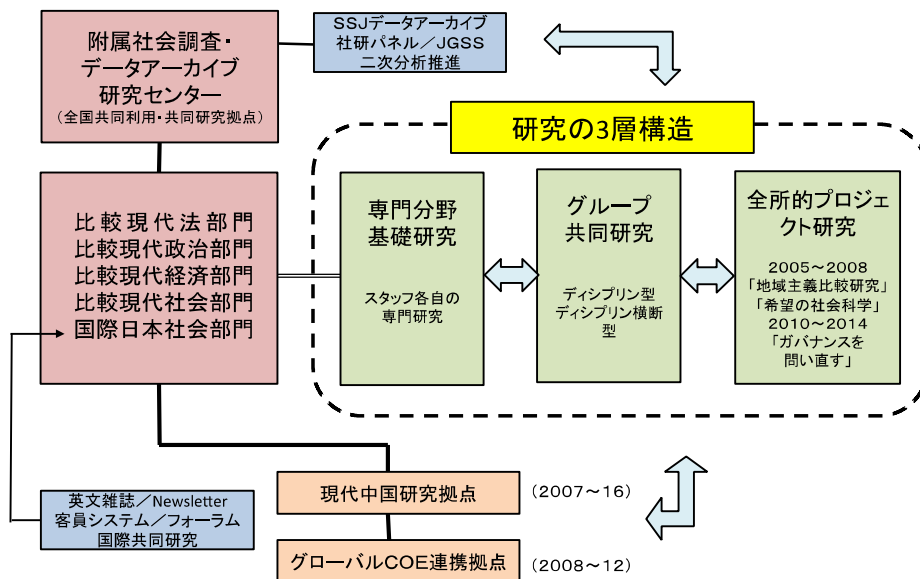 附属社会調査・
データアーカイブ
研究センター
（全国共同利用・共同研究拠点）
SSJデータアーカイブ
社研パネル／JGSS
二次分析推進
研究の3層構造
比較現代法部門
比較現代政治部門
比較現代経済部門
比較現代社会部門
国際日本社会部門
専門分野
基礎研究
スタッフ各自の
専門研究
グループ
共同研究
ディシプリン型
ディシプリン横断
型
全所的プロジェ
クト研究
2005～2008
「地域主義比較研究」
「希望の社会科学」
2010～2014
「ガバナンスを
問い直す」
英文雑誌／Newsletter
客員システム／フォーラム
国際共同研究
現代中国研究拠点
（2007～16）
グローバルCOE連携拠点
（2008～12）